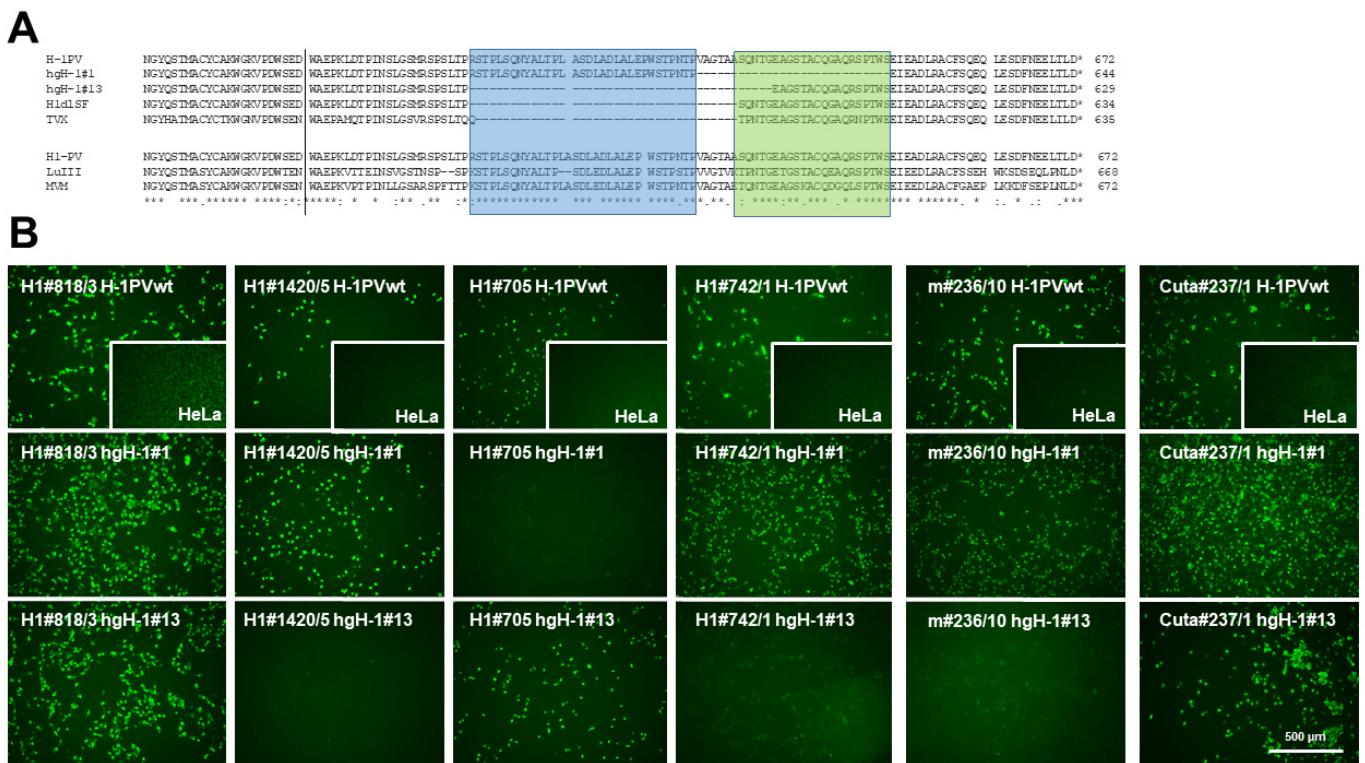 A
H-1PV NGYQSTMACYCAKWGKVPDWSED WAEPKLDTPINSLGSMRSPSLTPRSTPLSQNYALTPL ASDLADLALEPWSTPNTPVAGTAASQNTGEAGSTACQGAQRSPTWSEIEADLRACFSQEQ LESDFNEELTLD* 672
hgH-1#1 NGYQSTMACYCAKWGKVPDWSED WAEPKLDTPINSLGSMRSPSLTPRSTPLSQNYALTPL ASDLADLALEPWSTPNTP----------------------------EIEADLRACFSQEQ LESDFNEELTLD* 644
hgH-1#13 NGYQSTMACYCAKWGKVPDWSED WAEPKLDTPINSLGSMRSPSLTP-------------- -----------------------------EAGSTACQGAQRSPTWSEIEADLRACFSQEQ LESDFNEELTLD* 629
H1dlSF NGYQSTMACYCAKWGKVPDWSED WAEPKLDTPINSLGSMRSPSLTP-------------- ------------------------SQNTGEAGSTACQGAQRSPTWSEIEADLRACFSQEQ LESDFNEELTLD* 634
TVX NGYHATMACYCTKWGNVPDWSEN WAEPAMQTPINSLGSVRSPSLTQQ------------- ------------------------TPNTGEAGSTACQGAQRNPTWSEIEADLRACFSQEQ LESDFNEELTLD* 635
H1-PV NGYQSTMACYCAKWGKVPDWSED WAEPKLDTPINSLGSMRSPSLTPRSTPLSQNYALTPLASDLADLALEP WSTPNTPVAGTAASQNTGEAGSTACQGAQRSPTWSEIEADLRACFSQEQ LESDFNEELTLD* 672
LuIII NGYQSTMASYCAKWGKVPDWTEN WAEPKVTTEINSVGSTNSP--SPKSTPLSQNYALTP--SDLADLALEP WSTPSTPVVGTVKTPNTGEAGSTACQGAQRSPTWSEIEADLRACFSSEH WKSDSEQLPNLD* 668
MVM NGYQSTMASYCAKWGKVPDWSEN WAEPKVTTPINLLGSARSPFTTPKSTPLSQNYALTPLASDLADLALEP WSTPNTPVAGTAETQNTGEAGSKACQDGQLSPTWSEIEEDLRACFGAEP LKKDFSEPLNLD* 672
B
H1#818/3 H-1PVwt H1#1420/5 H-1PVwt H1#705 H-1PVwt H1#742/1 H-1PVwt m#236/10 H-1PVwt Cuta#237/1 H-1PVwt
HeLa HeLa HeLa HeLa HeLa HeLa
H1#818/3 hgH-1#1 H1#1420/5 hgH-1#1 H1#705 hgH-1#1 H1#742/1 hgH-1#1 m#236/10 hgH-1#1 Cuta#237/1 hgH-1#1
H1#818/3 hgH-1#13 H1#1420/5 hgH-1#13 H1#705 hgH-1#13 H1#742/1 hgH-1#13 m#236/10 hgH-1#13 Cuta#237/1 hgH-1#13
500 µm